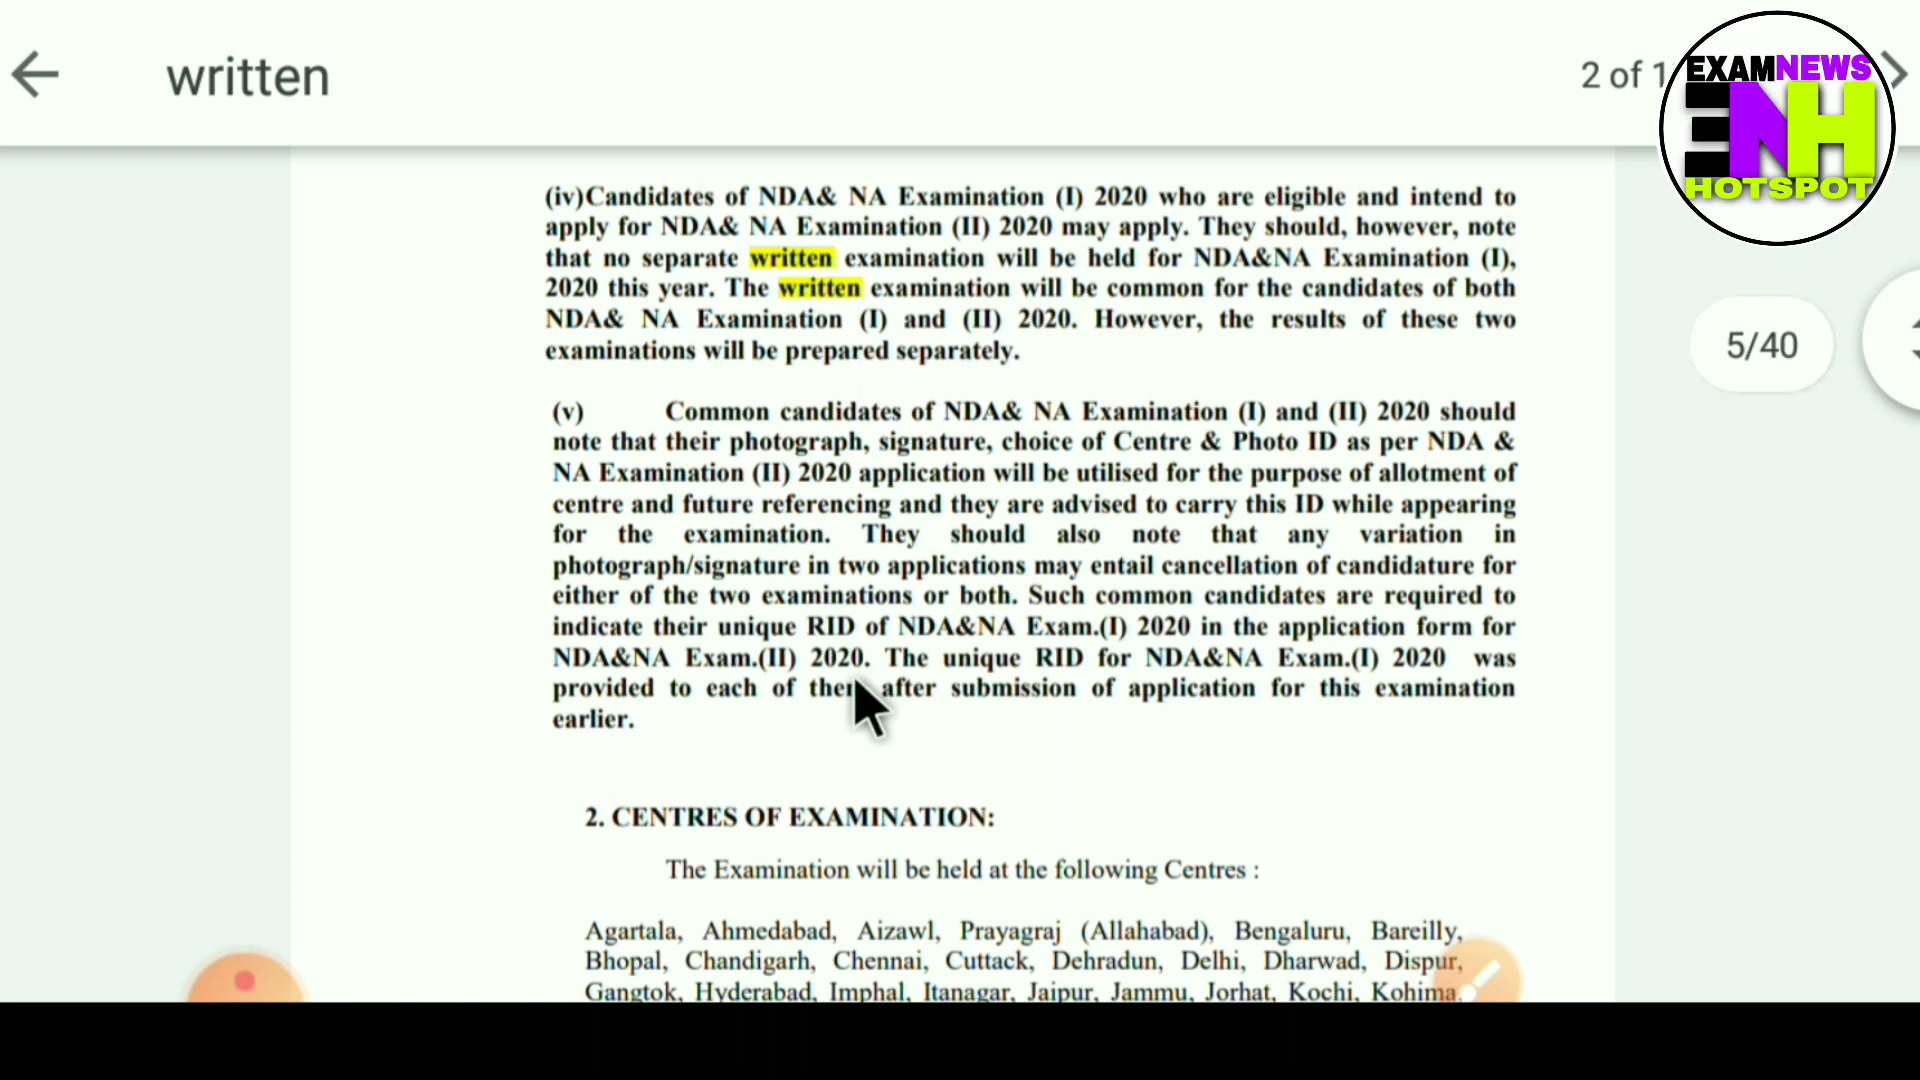 written
2 of 1
EXAMNEWS
ENH
HOTSPOT
(iv)Candidates of NDA& NA Examination (I) 2020 who are eligible and intend to
apply for NDA& NA Examination (II) 2020 may apply. They should, however, note
that no separate written examination will be held for NDA&NA Examination (I),
2020 this year. The written examination will be common for the candidates of both
NDA& NA Examination (I) and (II) 2020. However, the results of these two
examinations will be prepared separately.
5/40
(v) Common candidates of NDA& NA Examination (I) and (II) 2020 should
note that their photograph, signature, choice of Centre & Photo ID as per NDA &
NA Examination (II) 2020 application will be utilised for the purpose of allotment of
centre and future referencing and they are advised to carry this ID while appearing
for the examination. They should also note that any variation in
photograph/signature in two applications may entail cancellation of candidature for
either of the two examinations or both. Such common candidates are required to
indicate their unique RID of NDA&NA Exam.(I) 2020 in the application form for
NDA&NA Exam.(II) 2020. The unique RID for NDA&NA Exam.(I) 2020 was
provided to each of them after submission of application for this examination
earlier.
2. CENTRES OF EXAMINATION:
The Examination will be held at the following Centres :
Agartala, Ahmedabad, Aizawl, Prayagraj (Allahabad), Bengaluru, Bareilly,
Bhopal, Chandigarh, Chennai, Cuttack, Dehradun, Delhi, Dharwad, Dispur,
Gangtok, Hyderabad, Imphal, Itanagar, Jaipur, Jammu, Jorhat, Kochi, Kohima,